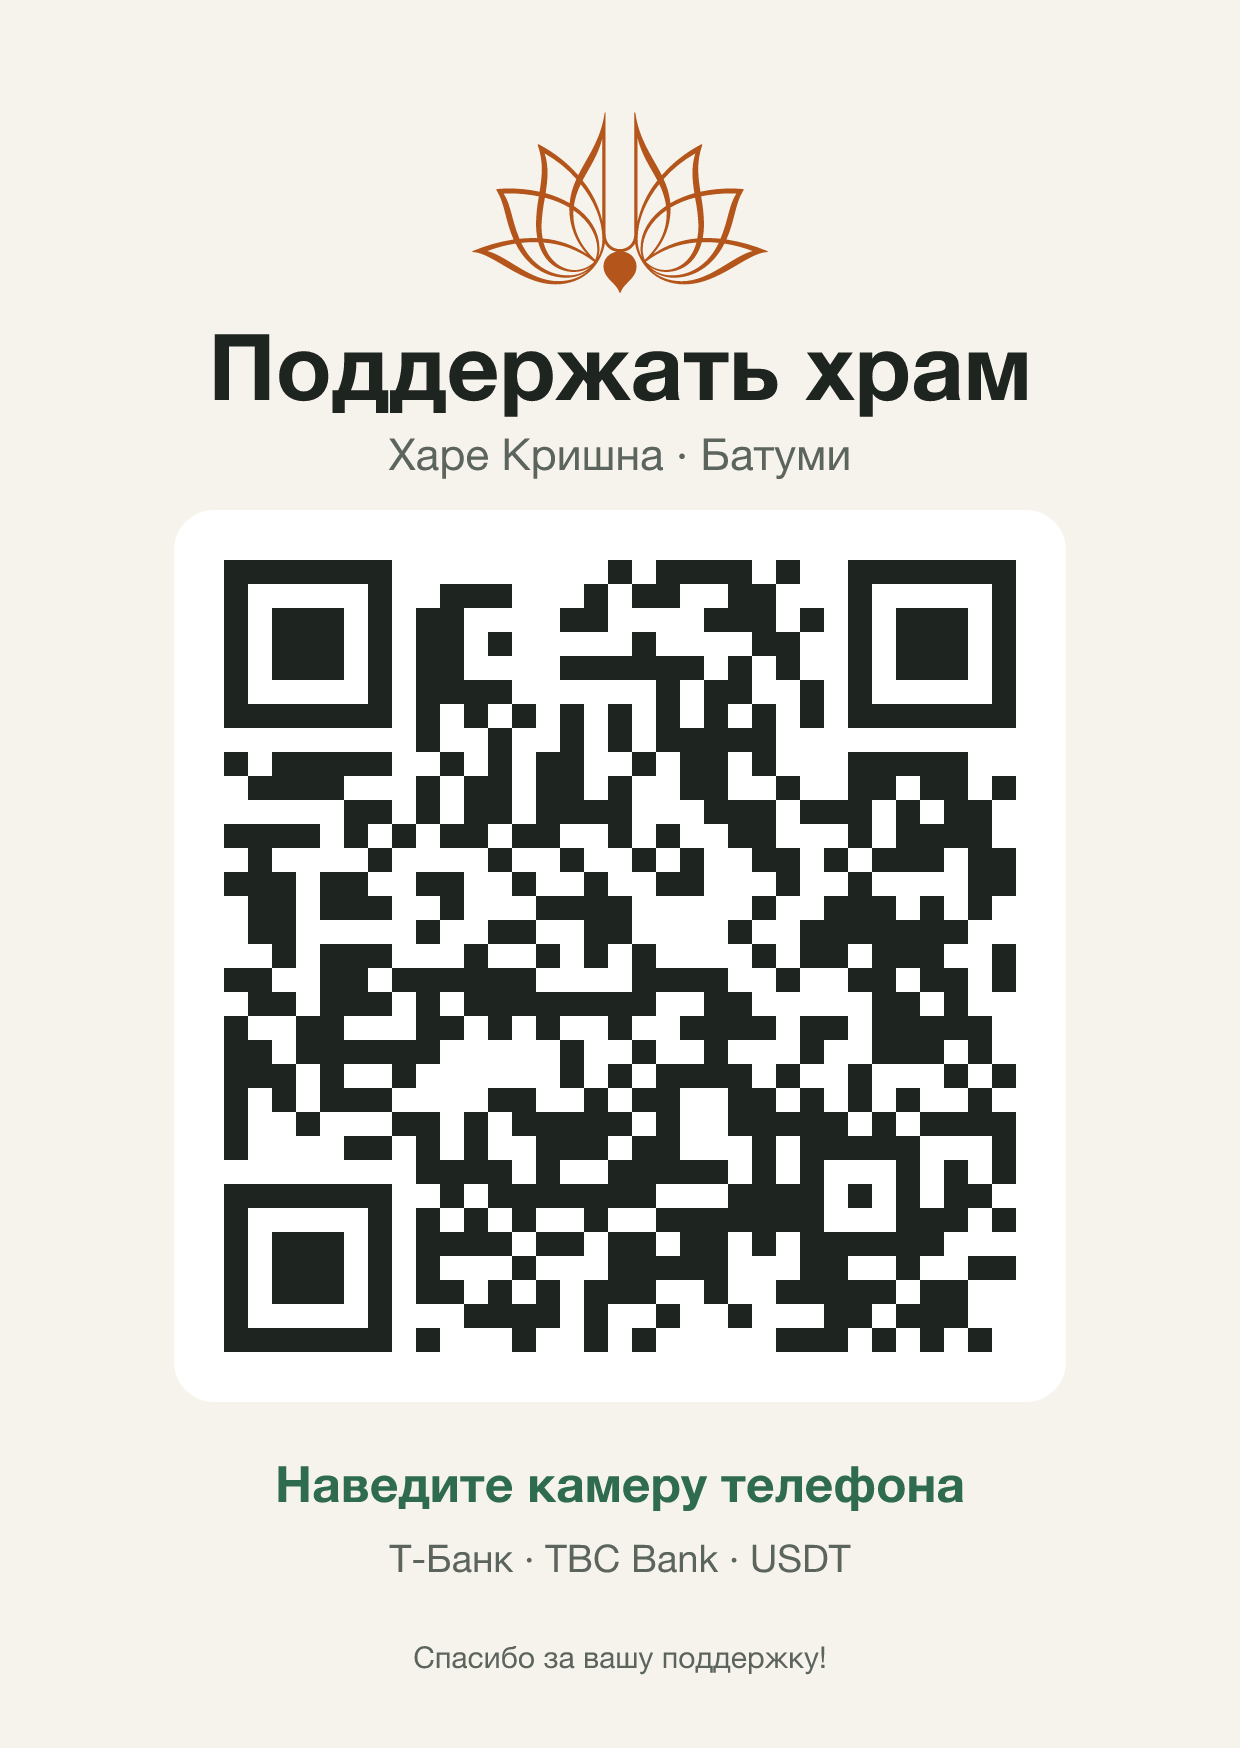 Поддержать храм
Харе Кришна · Батуми
Наведите камеру телефона
Т-Банк · TBC Bank · USDT
Спасибо за вашу поддержку!